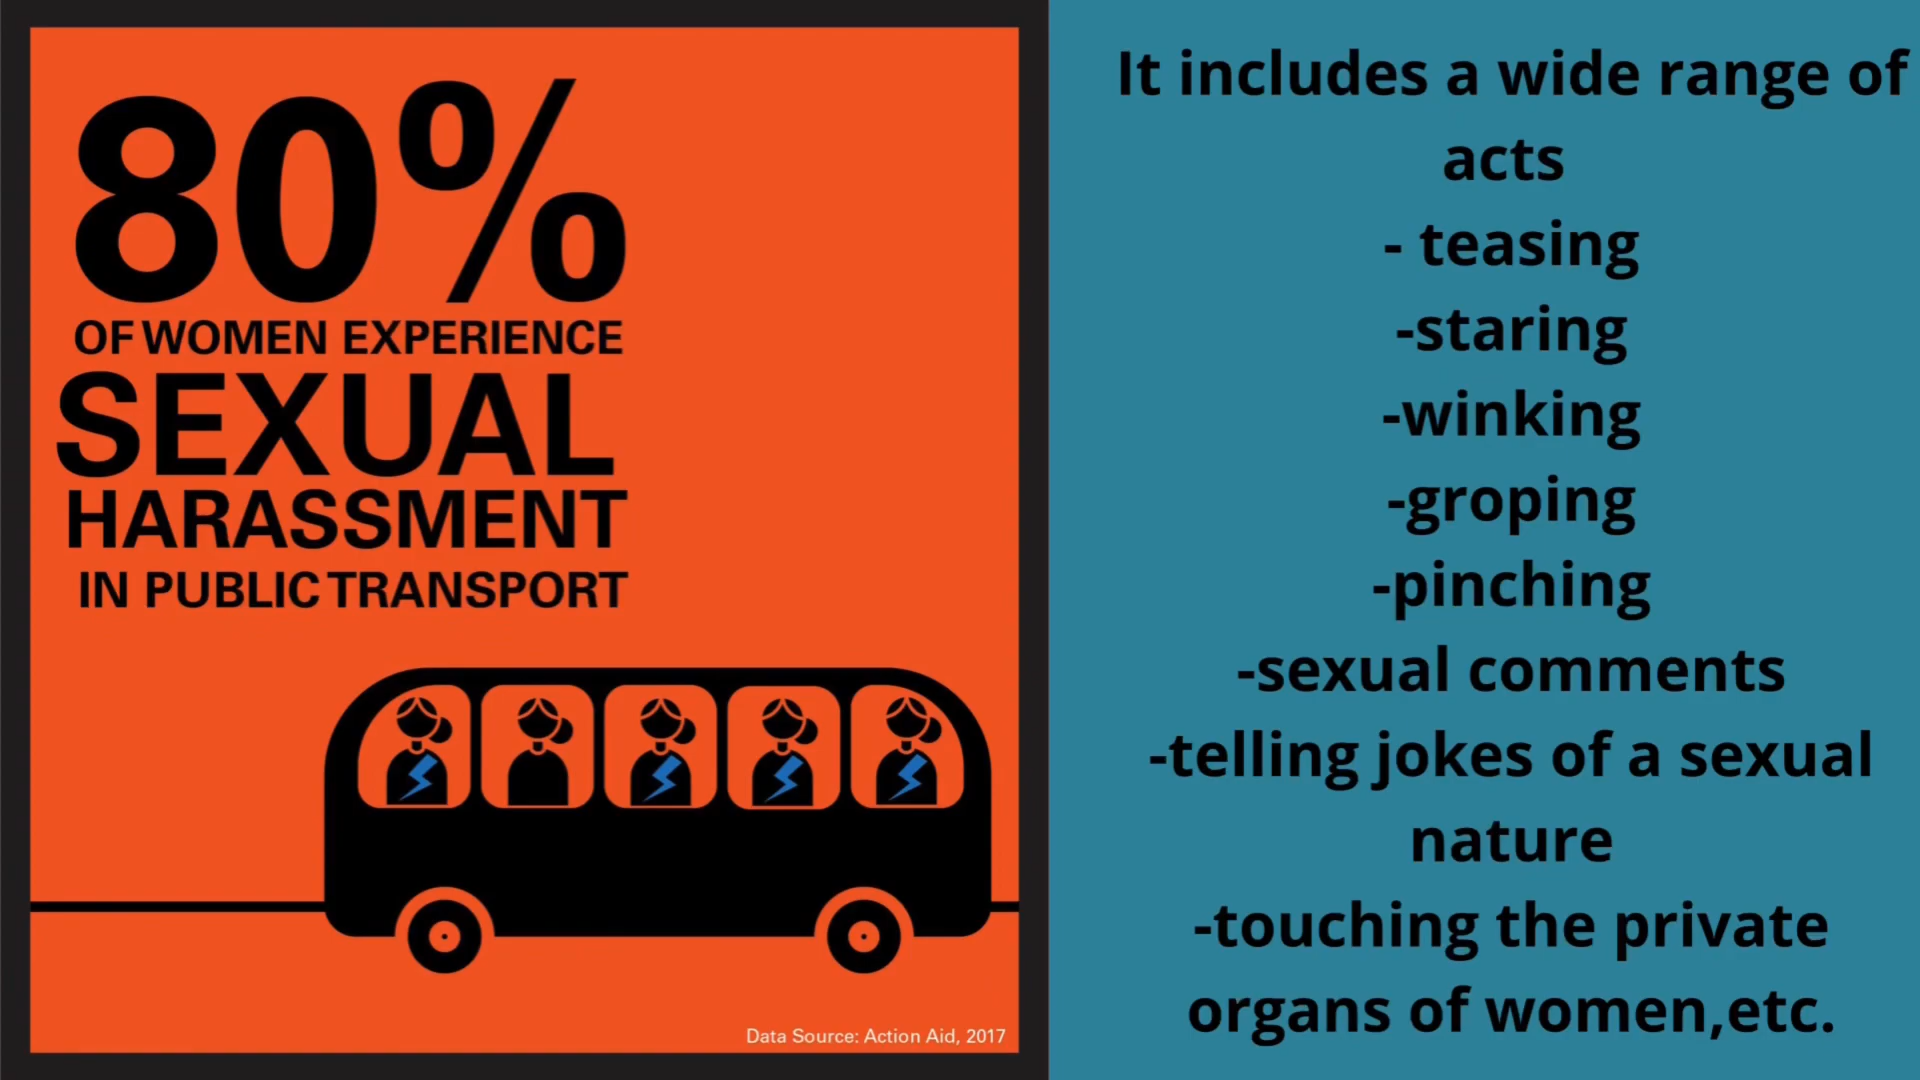 80%
OF WOMEN EXPERIENCE
SEXUAL
HARASSMENT
IN PUBLIC TRANSPORT
Data Source: Action Aid, 2017
It includes a wide range of
acts
- teasing
-staring
-winking
-groping
-pinching
-sexual comments
-telling jokes of a sexual
nature
-touching the private
organs of women,etc.